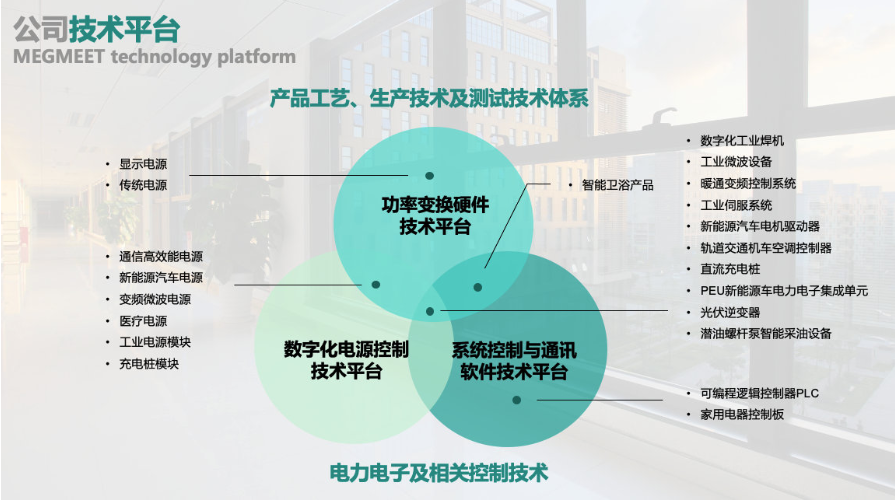 公司技术平台
MEGMEET technology platform
产品工艺、生产技术及测试技术体系
• 显示电源
• 传统电源
• 通信高效能电源
• 新能源汽车电源
• 变频微波电源
• 医疗电源
• 工业电源模块
• 充电桩模块
功率变换硬件
技术平台
数字化电源控制
技术平台
系统控制与通讯
软件技术平台
• 智能卫浴产品
• 数字化工业焊机
• 工业微波设备
• 暖通变频控制系统
• 工业伺服系统
• 新能源汽车电机驱动器
• 轨道交通机车空调控制器
• 直流充电桩
• PEU新能源车电力电子集成单元
• 光伏逆变器
• 潜油螺杆泵智能采油设备
• 可编程逻辑控制器PLC
• 家用电器控制板
电力电子及相关控制技术